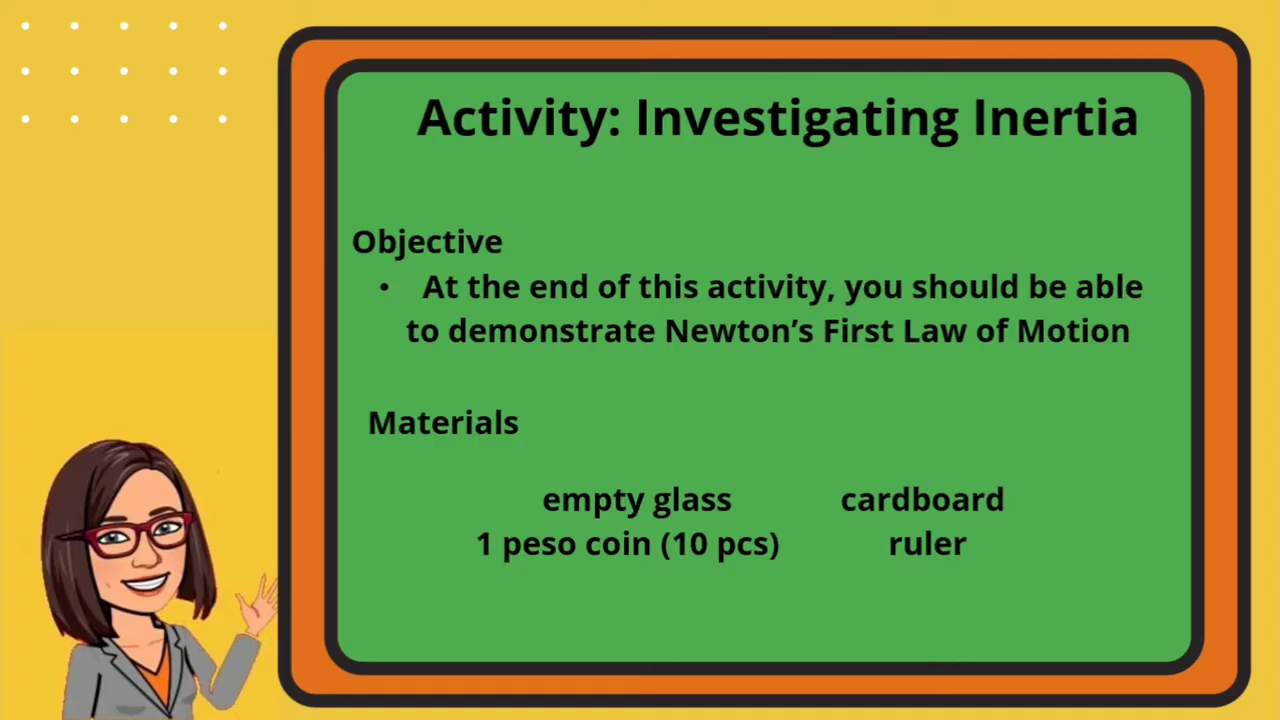 Activity: Investigating Inertia
Objective
• At the end of this activity, you should be able
to demonstrate Newton’s First Law of Motion
Materials
empty glass cardboard
1 peso coin (10 pcs) ruler